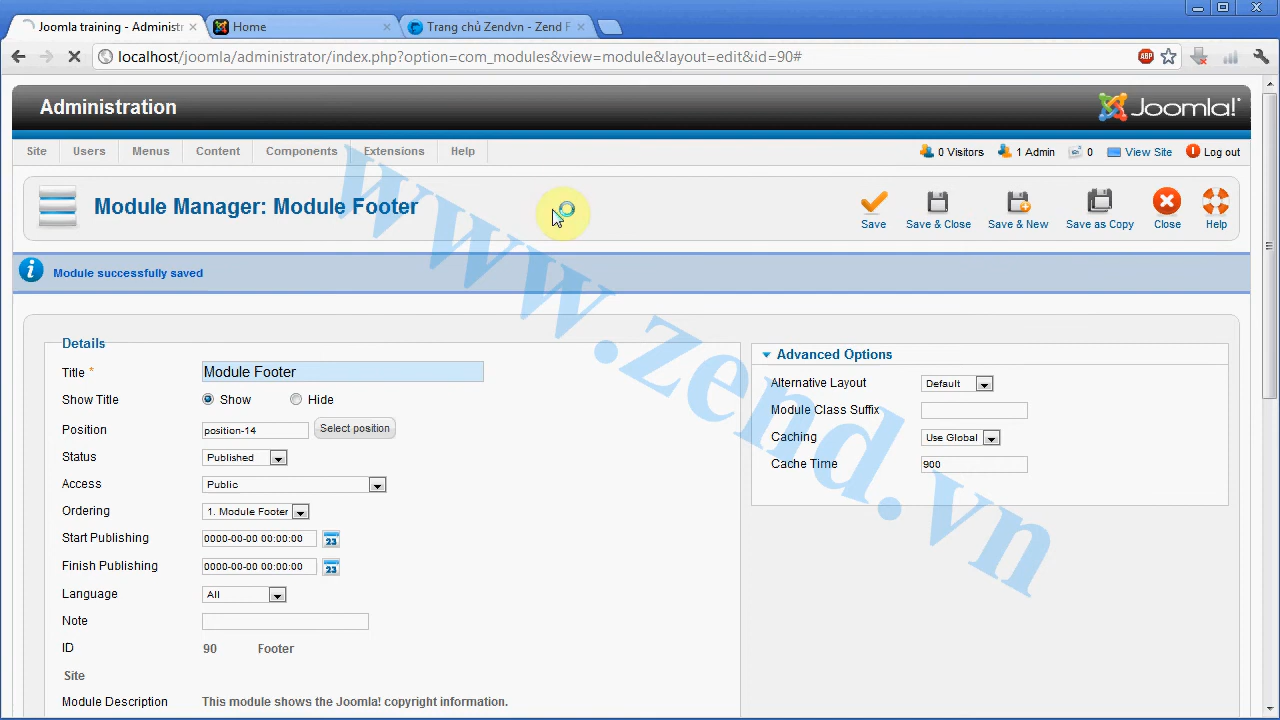 Joomla training - Administr
Home
Trang chủ Zendvn - Zend F
localhost/joomla/administrator/index.php?option=com_modules&view=module&layout=edit&id=90#
ABP
Administration
Joomla!
Site
Users
Menus
Content
Components
Extensions
Help
0 Visitors
1 Admin
0
View Site
Log out
Module Manager: Module Footer
Save
Save & Close
Save & New
Save as Copy
Close
Help
Module successfully saved
Details
Title *
Module Footer
Show Title
Show
Hide
Position
position-14
Select position
Status
Published
Access
Public
Ordering
1. Module Footer
Start Publishing
0000-00-00 00:00:00
23
Finish Publishing
0000-00-00 00:00:00
23
Language
All
Note
ID
90
Footer
Site
Module Description
This module shows the Joomla! copyright information.
Advanced Options
Alternative Layout
Default
Module Class Suffix
Caching
Use Global
Cache Time
900
www.zend.vn